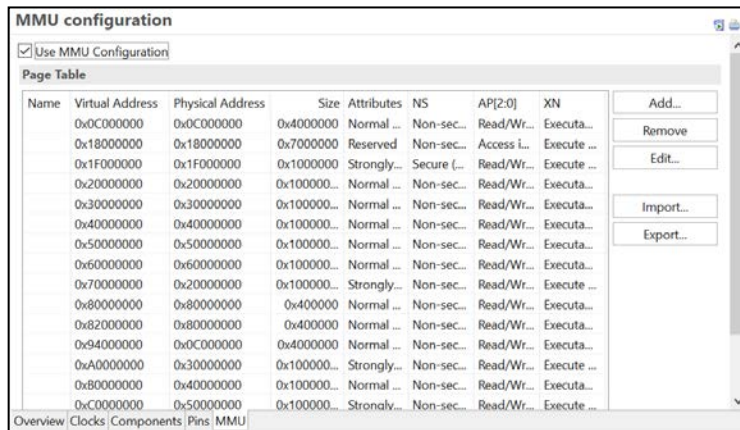 MMU configuration
Use MMU Configuration
Page Table
Name Virtual Address Physical Address Size Attributes NS AP[2:0] XN
0x0C000000 0x0C000000 0x4000000 Normal ... Non-sec... Read/Wr... Executa...
0x18000000 0x18000000 0x7000000 Reserved Non-sec... Access i... Execute ...
0x1F000000 0x1F000000 0x1000000 Strongly... Secure (... Read/Wr... Execute ...
0x20000000 0x20000000 0x100000... Normal ... Non-sec... Read/Wr... Executa...
0x30000000 0x30000000 0x100000... Normal ... Non-sec... Read/Wr... Executa...
0x40000000 0x40000000 0x100000... Normal ... Non-sec... Read/Wr... Executa...
0x50000000 0x50000000 0x100000... Normal ... Non-sec... Read/Wr... Executa...
0x60000000 0x60000000 0x100000... Normal ... Non-sec... Read/Wr... Executa...
0x70000000 0x20000000 0x100000... Strongly... Non-sec... Read/Wr... Execute ...
0x80000000 0x80000000 0x400000 Normal ... Non-sec... Read/Wr... Executa...
0x82000000 0x80000000 0x400000 Normal ... Non-sec... Read/Wr... Executa...
0x94000000 0x0C000000 0x4000000 Normal ... Non-sec... Read/Wr... Executa...
0xA0000000 0x30000000 0x100000... Strongly... Non-sec... Read/Wr... Execute ...
0xB0000000 0x40000000 0x100000... Normal ... Non-sec... Read/Wr... Executa...
0xC0000000 0x50000000 0x100000... Strongly... Non-sec... Read/Wr... Execute ...
Add...
Remove
Edit...
Import...
Export...
Overview Clocks Components Pins MMU